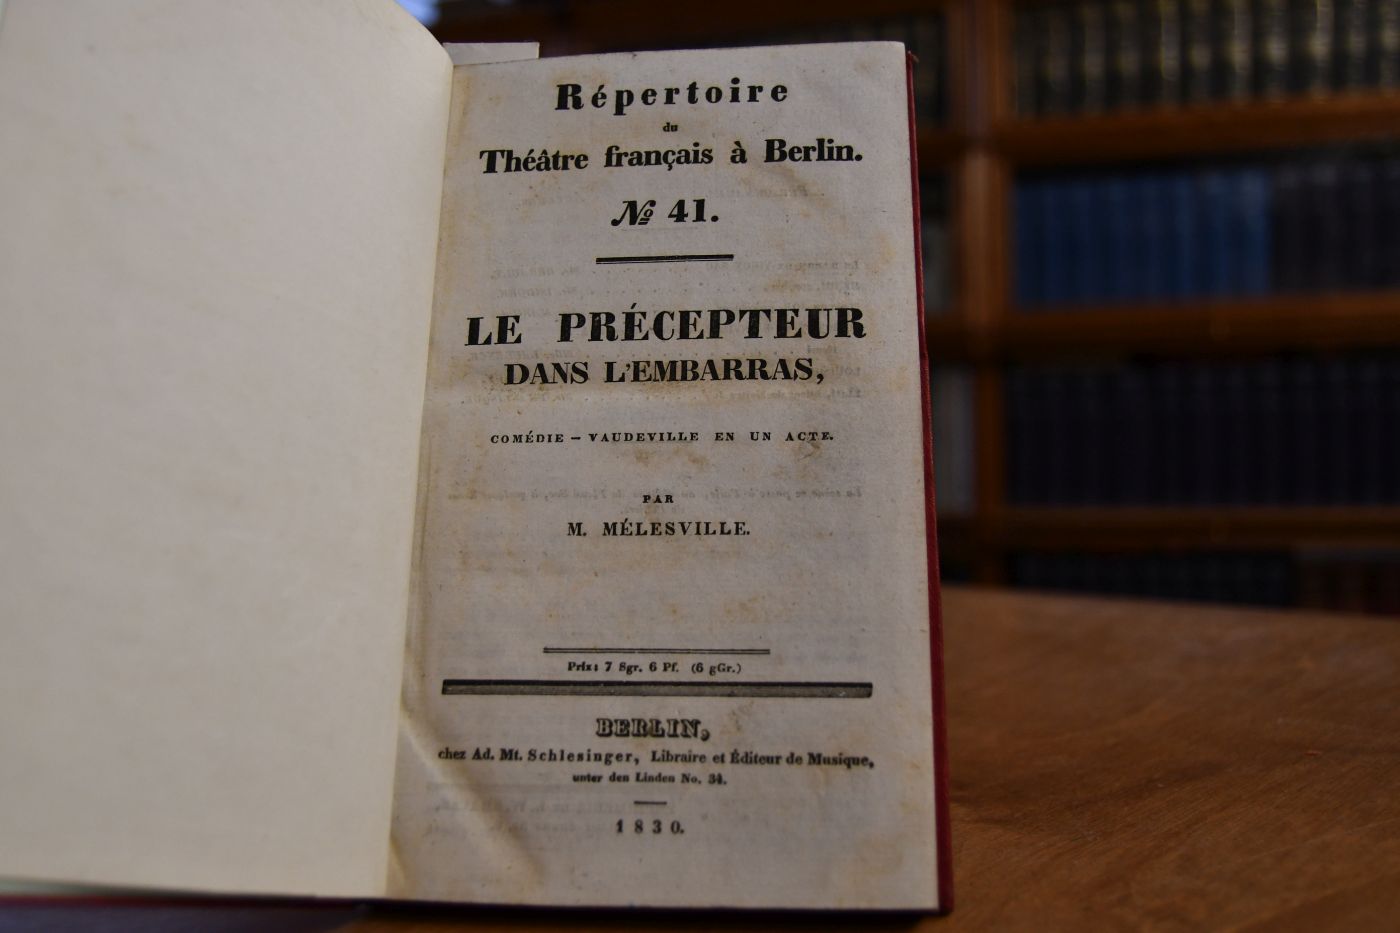 Répertoire
du
Théâtre français à Berlin.
№ 41.
LE PRÉCEPTEUR
DANS L'EMBARRAS,
COMÉDIE - VAUDEVILLE EN UN ACTE.
PAR
M. MÉLESVILLE.
Prix: 7 Sgr. 6 Pf. (6 gGr.)
BERLIN,
chez Ad. Mt. Schlesinger, Libraire et Éditeur de Musique,
unter den Linden No. 34.
1830.